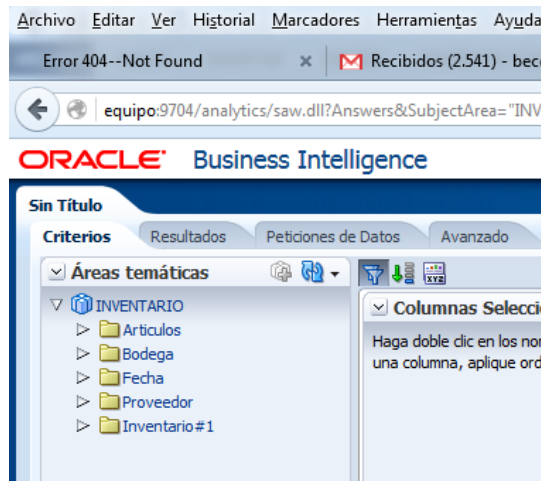 Archivo Editar Ver Historial Marcadores Herramientas Ayuda
Error 404--Not Found × Recibidos (2.541) - bec
equipo:9704/analytics/saw.dll?Answers&SubjectArea="INV
ORACLE Business Intelligence
Sin Título
Criterios Resultados Peticiones de Datos Avanzado
Áreas temáticas
Columnas Selecci
INVENTARIO
Articulos
Bodega
Fecha
Proveedor
Inventario#1
Haga doble clic en los nor
una columna, aplique ord